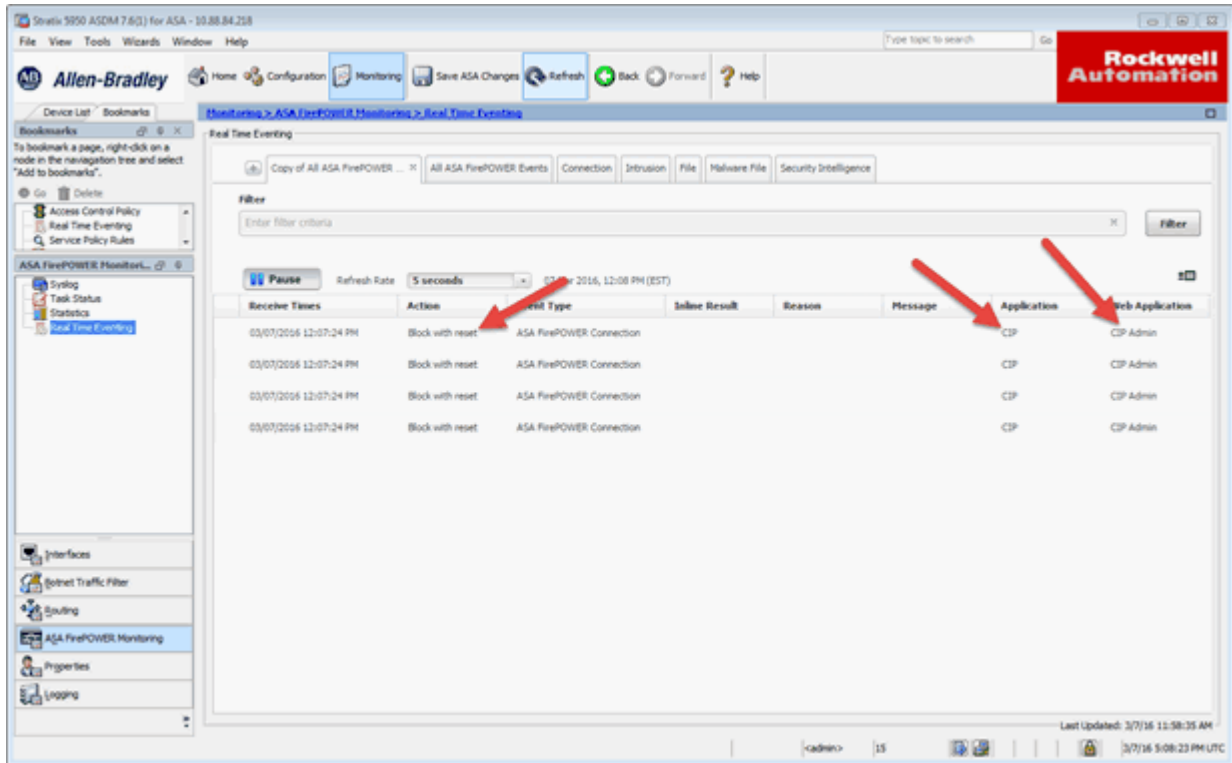 Stratix 5950 ASDM 7.6(1) for ASA - 10.88.84.218
File View Tools Wizards Window Help
Type topic to search Go
Rockwell
Automation
AB Allen-Bradley Home Configuration Monitoring Save ASA Changes Refresh Back Forward Help
Device List Bookmarks
Monitoring > ASA FirePOWER Monitoring > Real Time Eventing
Bookmarks
To bookmark a page, right-click on a
node in the naviagation tree and select
"Add to bookmarks".
Go Delete
Access Control Policy
Real Time Eventing
Service Policy Rules
ASA FirePOWER Monitori...
Syslog
Task Status
Statistics
Real Time Eventing
Interfaces
Botnet Traffic Filter
Routing
ASA FirePOWER Monitoring
Properties
Logging
Real Time Eventing
Copy of All ASA FirePOWER ... × All ASA FirePOWER Events Connection Intrusion File Malware File Security Intelligence
Filter
Enter filter criteria Filter
Pause Refresh Rate 5 seconds 2016, 12:08 PM (EST)
Receive Times Action Type Inline Result Reason Message Application Web Application
03/07/2016 12:07:24 PM Block with reset ASA FirePOWER Connection CIP CIP Admin
03/07/2016 12:07:24 PM Block with reset ASA FirePOWER Connection CIP CIP Admin
03/07/2016 12:07:24 PM Block with reset ASA FirePOWER Connection CIP CIP Admin
03/07/2016 12:07:24 PM Block with reset ASA FirePOWER Connection CIP CIP Admin
Last Updated: 3/7/16 11:58:35 AM
<admin> 15 3/7/16 5:08:23 PM UTC